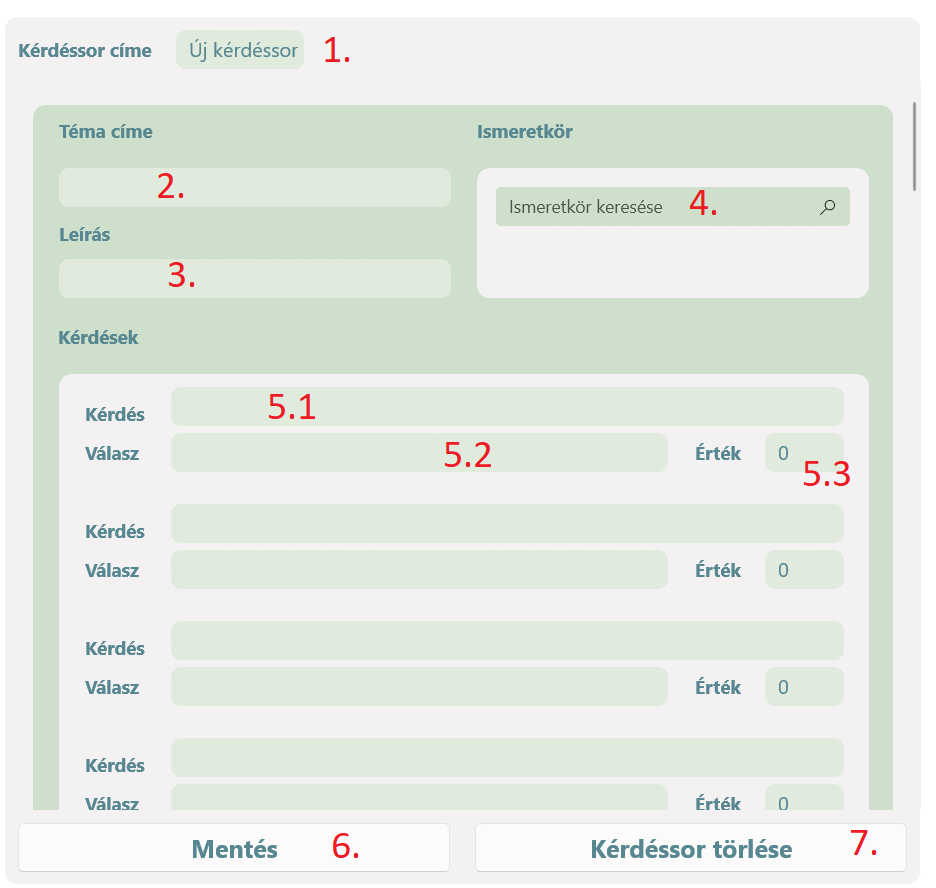 Kérdéssor címe Új kérdéssor 1.
Téma címe
2.
Leírás
3.
Ismeretkör
Ismeretkör keresése 4.
Kérdések
Kérdés 5.1
Válasz 5.2 Érték 0 5.3
Kérdés
Válasz Érték 0
Kérdés
Válasz Érték 0
Kérdés
Válasz Érték 0
Mentés 6. Kérdéssor törlése 7.